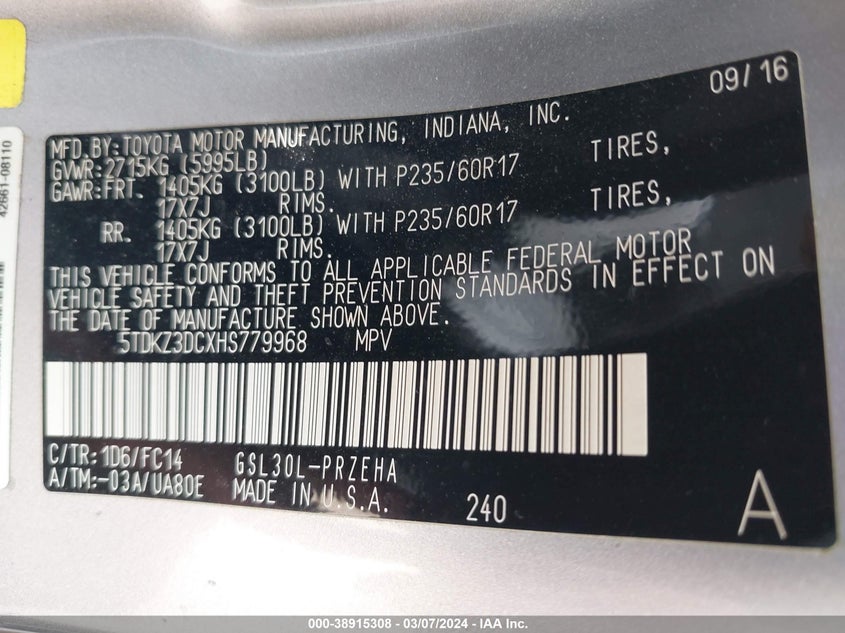 09/16
MFD. BY: TOYOTA MOTOR MANUFACTURING, INDIANA, INC.
GVWR: 2715KG (5995LB)
GAWR: FRT. 1405KG (3100LB) WITH P235/60R17 TIRES,
17X7J RIMS.
RR. 1405KG (3100LB) WITH P235/60R17 TIRES,
17X7J RIMS.
THIS VEHICLE CONFORMS TO ALL APPLICABLE FEDERAL MOTOR
VEHICLE SAFETY AND THEFT PREVENTION STANDARDS IN EFFECT ON
THE DATE OF MANUFACTURE SHOWN ABOVE.
5TDKZ3DCXHS779968 MPV
C/TR: 1D6/FC14 GSL30L-PRZEHA
A/TM:-03A/UA80E MADE IN U.S.A. 240 A
42661-08110
000-38915308 - 03/07/2024 - IAA Inc.